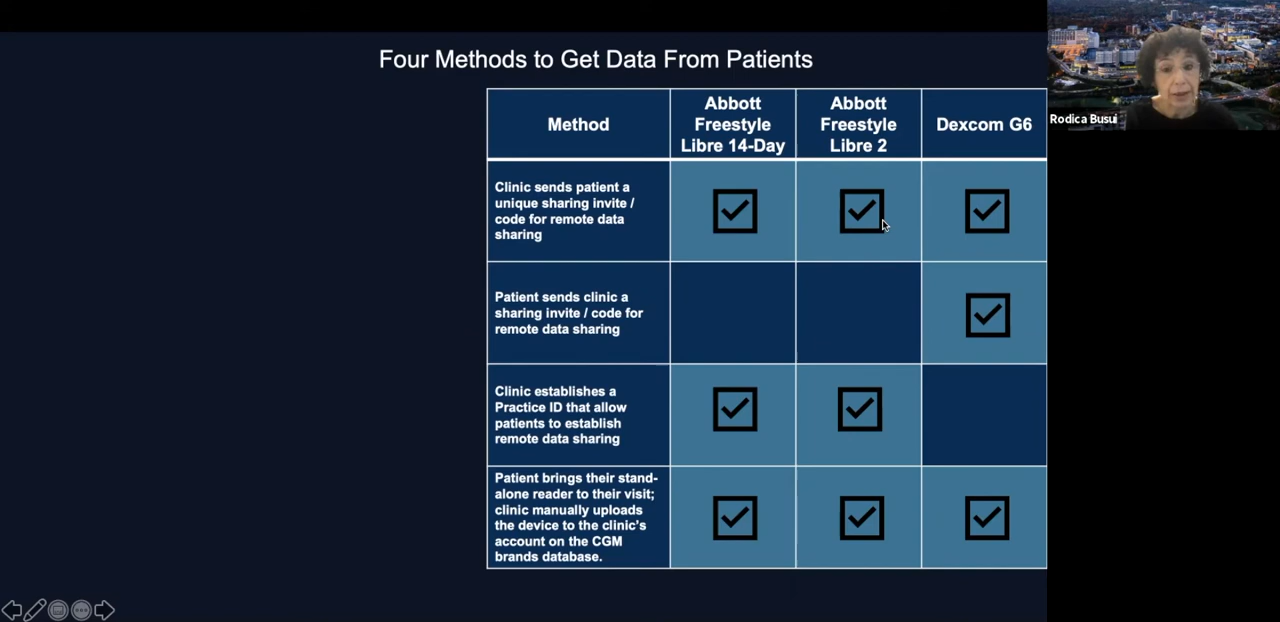 Four Methods to Get Data From Patients
Method
Abbott
Freestyle
Libre 14-Day
Abbott
Freestyle
Libre 2
Dexcom G6
Clinic sends patient a
unique sharing invite /
code for remote data
sharing
Patient sends clinic a
sharing invite / code for
remote data sharing
Clinic establishes a
Practice ID that allow
patients to establish
remote data sharing
Patient brings their stand-
alone reader to their visit;
clinic manually uploads
the device to the clinic's
account on the CGM
brands database.
Rodica Busui